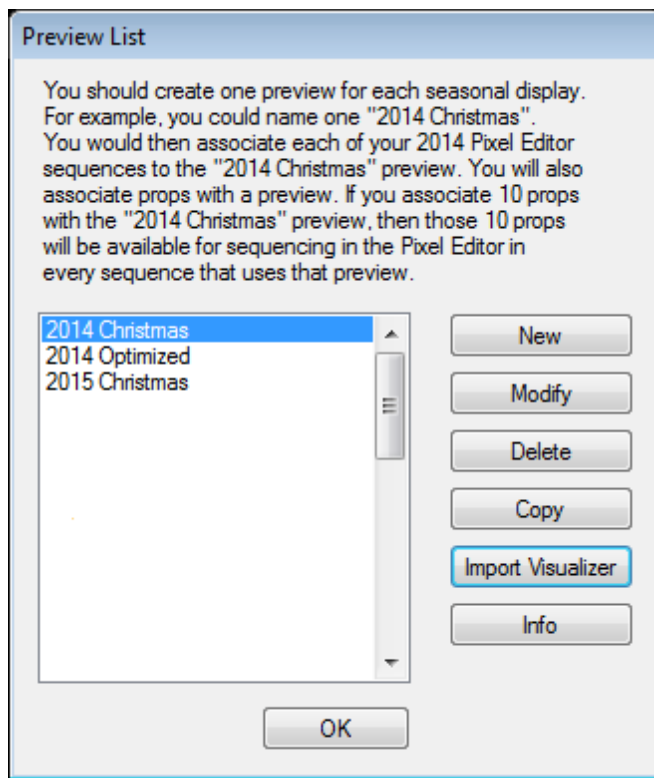 Preview List
You should create one preview for each seasonal display.
For example, you could name one "2014 Christmas".
You would then associate each of your 2014 Pixel Editor
sequences to the "2014 Christmas" preview. You will also
associate props with a preview. If you associate 10 props
with the "2014 Christmas" preview, then those 10 props
will be available for sequencing in the Pixel Editor in
every sequence that uses that preview.
2014 Christmas
2014 Optimized
2015 Christmas
New
Modify
Delete
Copy
Import Visualizer
Info
OK